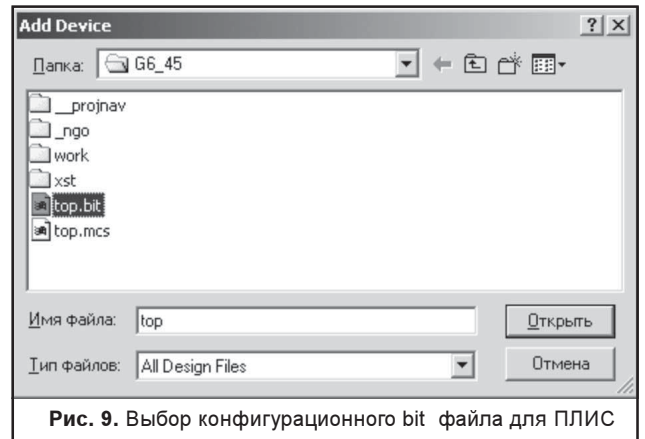 Add Device
Папка: G6_45
__projnav
_ngo
work
xst
top.bit
top.mcs
Имя файла: top
Открыть
Тип файлов: All Design Files
Отмена
Рис. 9. Выбор конфигурационного bit файла для ПЛИС